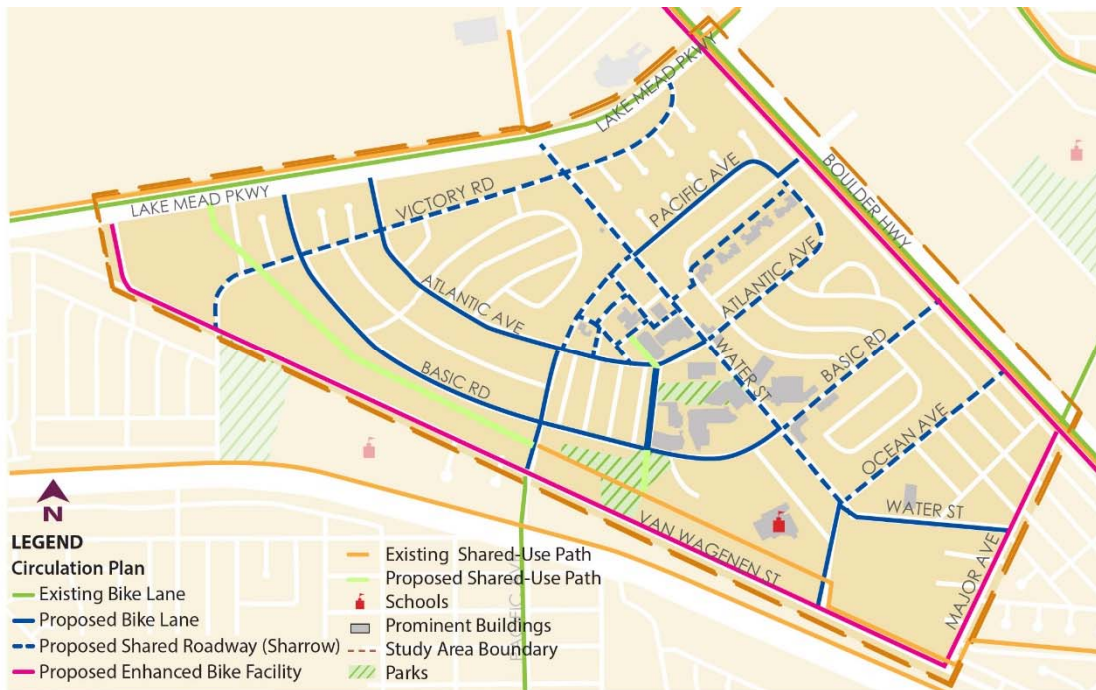 LAKE MEAD PKWY
LAKE MEAD PKWY
VICTORY RD
PACIFIC AVE
BOULDER HWY
ATLANTIC AVE
ATLANTIC AVE
BASIC RD
WATER ST
BASIC RD
OCEAN AVE
WATER ST
VAN WAGENEN ST
MAJOR AVE
N
LEGEND
Circulation Plan
Existing Bike Lane
Proposed Bike Lane
Proposed Shared Roadway (Sharrow)
Proposed Enhanced Bike Facility
Existing Shared-Use Path
Proposed Shared-Use Path
Schools
Prominent Buildings
Study Area Boundary
Parks